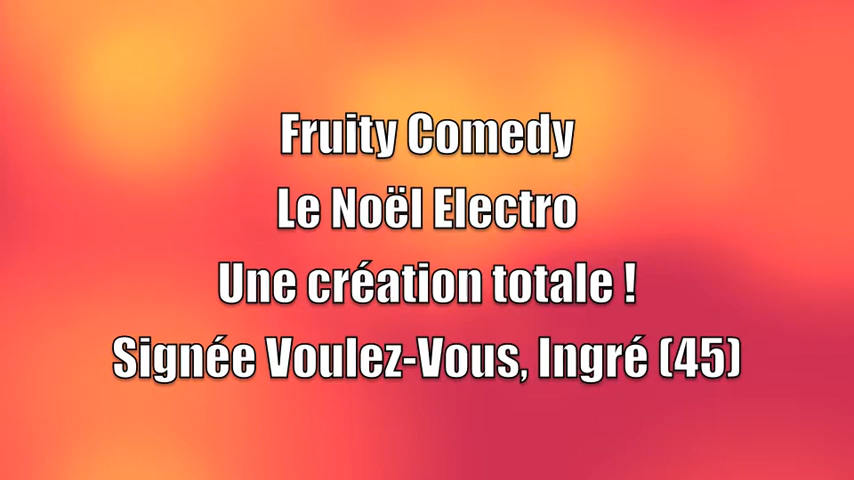 Fruity Comedy
Le Noël Electro
Une création totale !
Signée Voulez-Vous, Ingré (45)